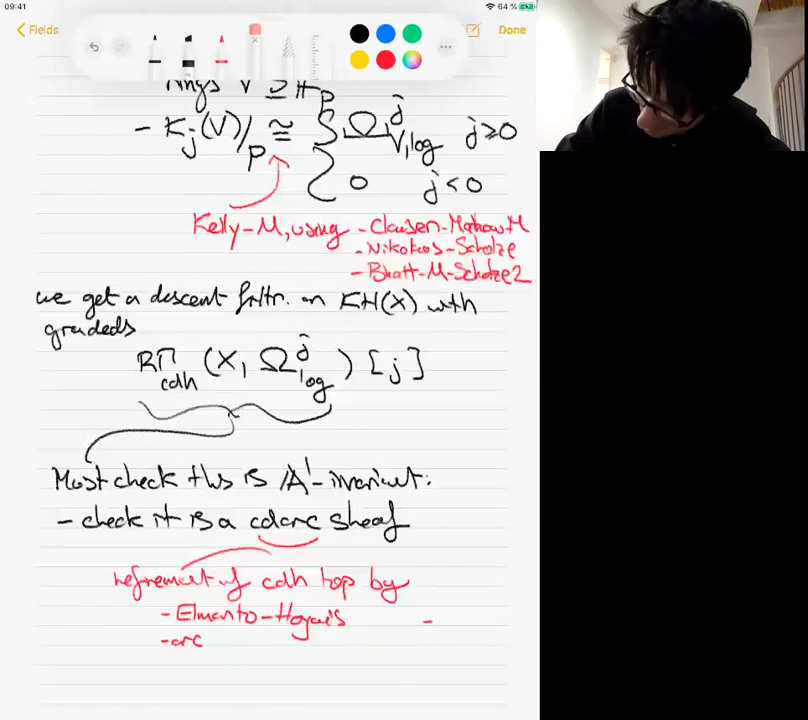 09:41
64 %
Fields
Done
rings V ⊇ 𝔽_p
- K_j(V)/p ≅ { Ω^j_{V,log} j≥0
0 j<0
Kelly-M, using - Clausen-Mathew-M
- Nikolaus-Scholze
- Bhatt-M-Scholze2
we get a descent filtr. on KH(X) with
gradeds
RΓ_cdh (X, Ω^j_log) [j]
Must check this is A¹-invariant:
- check it is a cdarc sheaf
refinement of cdh top by
- Elmanto-Hoyois
- arc